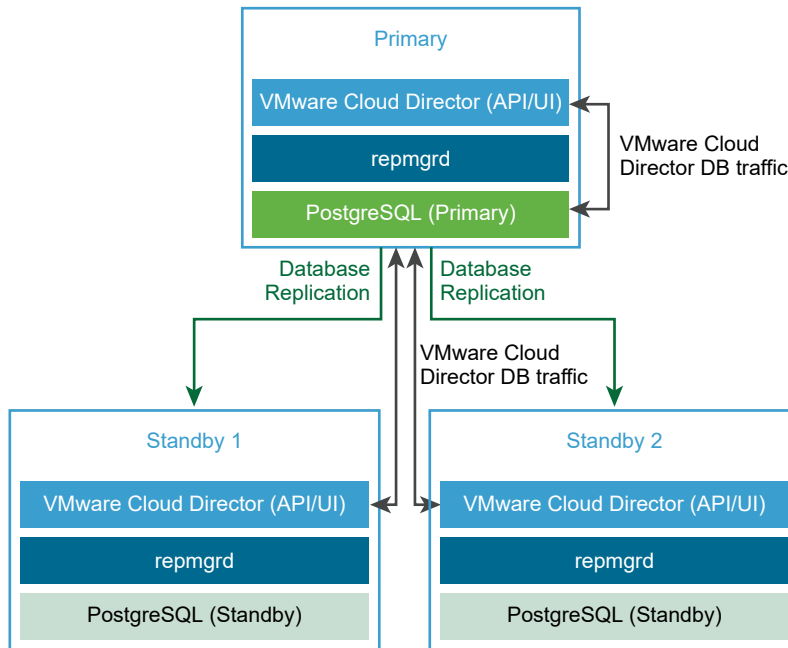 Primary
VMware Cloud Director (API/UI)
repmgrd
PostgreSQL (Primary)
VMware Cloud
Director DB traffic
Database
Replication
Database
Replication
VMware Cloud
Director DB traffic
Standby 1
VMware Cloud Director (API/UI)
repmgrd
PostgreSQL (Standby)
Standby 2
VMware Cloud Director (API/UI)
repmgrd
PostgreSQL (Standby)